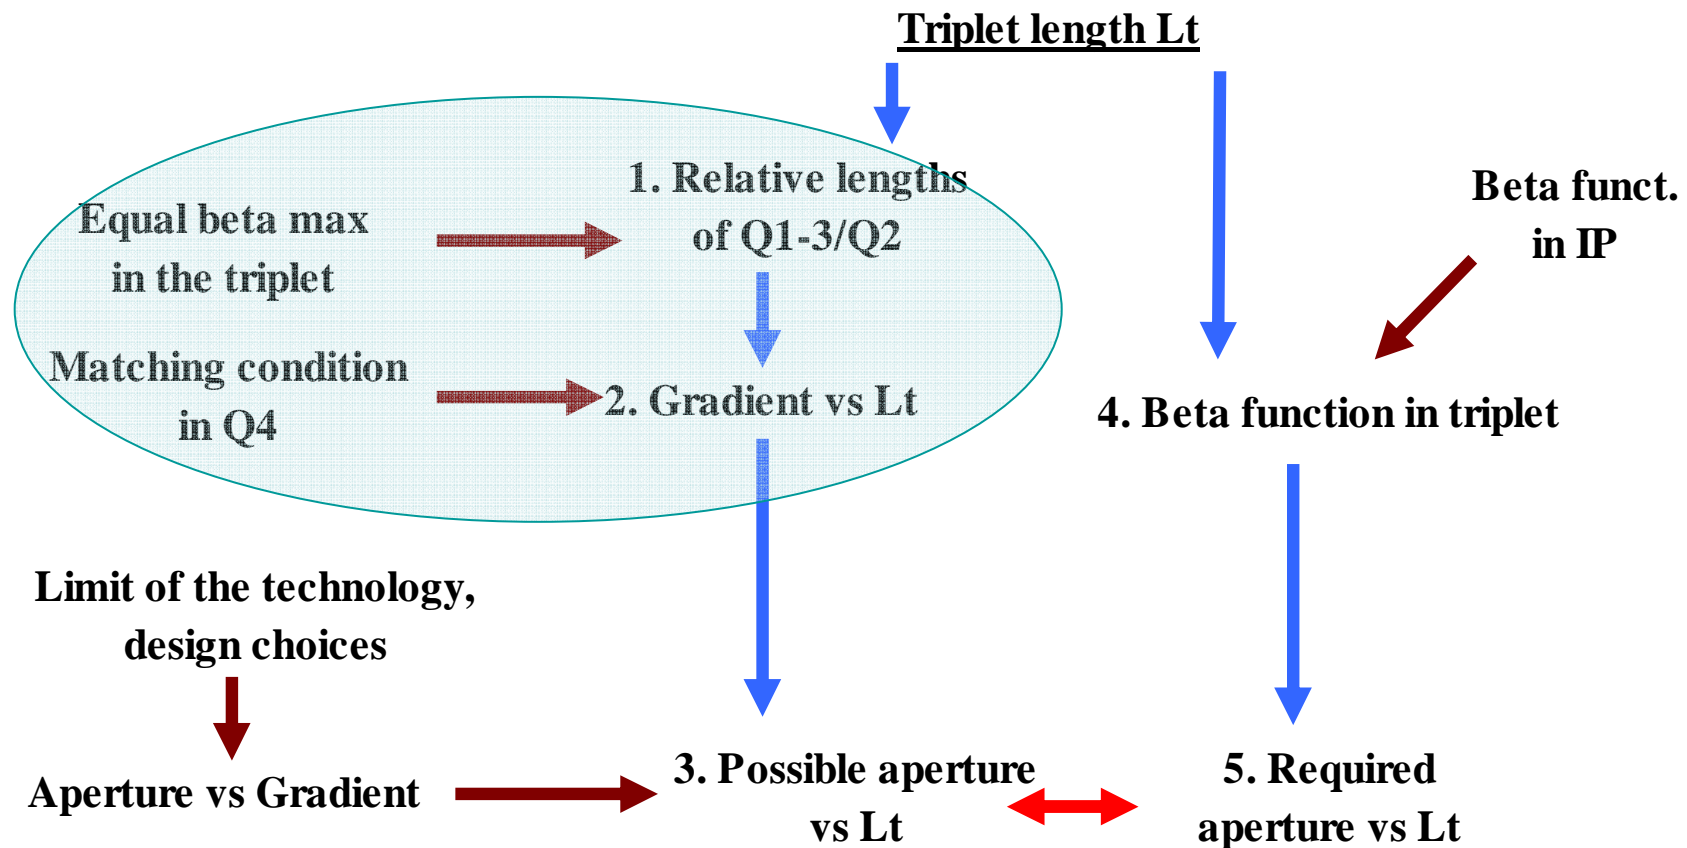 Triplet length Lt
1. Relative lengths
of Q1-3/Q2
Equal beta max
in the triplet
Beta funct.
in IP
Matching condition
in Q4
2. Gradient vs Lt
4. Beta function in triplet
Limit of the technology,
design choices
Aperture vs Gradient
3. Possible aperture
vs Lt
5. Required
aperture vs Lt